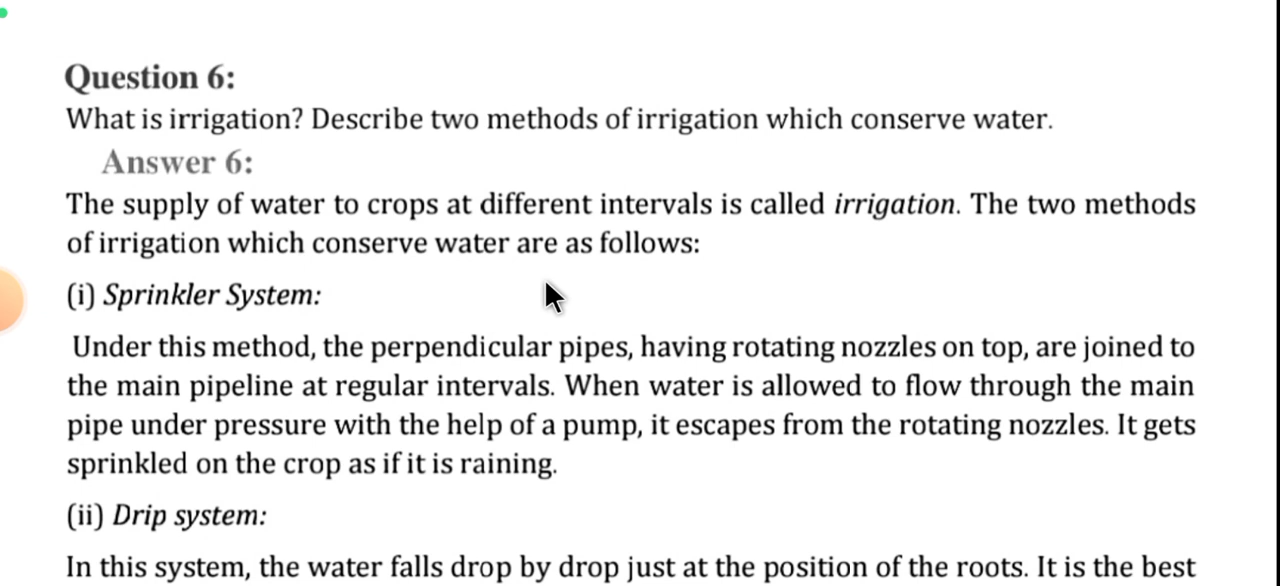 Question 6:
What is irrigation? Describe two methods of irrigation which conserve water.
Answer 6:
The supply of water to crops at different intervals is called irrigation. The two methods
of irrigation which conserve water are as follows:
(i) Sprinkler System:
Under this method, the perpendicular pipes, having rotating nozzles on top, are joined to
the main pipeline at regular intervals. When water is allowed to flow through the main
pipe under pressure with the help of a pump, it escapes from the rotating nozzles. It gets
sprinkled on the crop as if it is raining.
(ii) Drip system:
In this system, the water falls drop by drop just at the position of the roots. It is the best